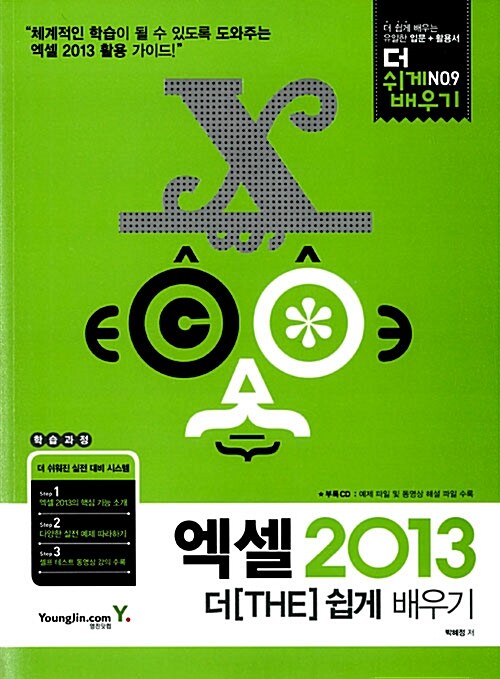 "체계적인 학습이 될 수 있도록 도와주는
엑셀 2013 활용 가이드!"
더 쉽게 배우는
유일한 입문 + 활용서
더
쉬게NO9
배우기
X
학습과정
더 쉬워진 실전 대비 시스템
Step 1
엑셀 2013의 핵심 기능 소개
Step 2
다양한 실전 예제 따라하기
Step 3
셀프 테스트 동영상 강의 수록
★ 부록CD : 예제 파일 및 동영상 해설 파일 수록
엑셀 2013
더[THE] 쉽게 배우기
박혜정 저
YoungJin.com Y.
영진닷컴